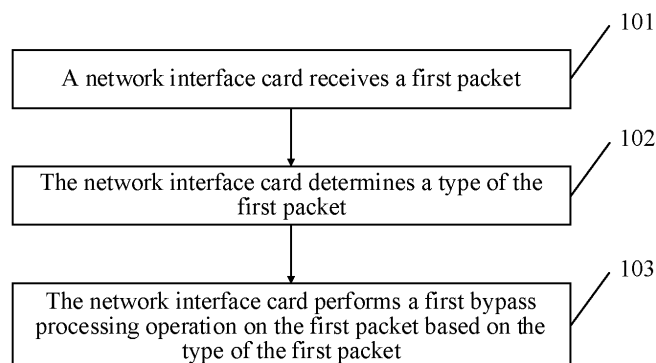 101
A network interface card receives a first packet
102
The network interface card determines a type of the
first packet
103
The network interface card performs a first bypass
processing operation on the first packet based on the
type of the first packet